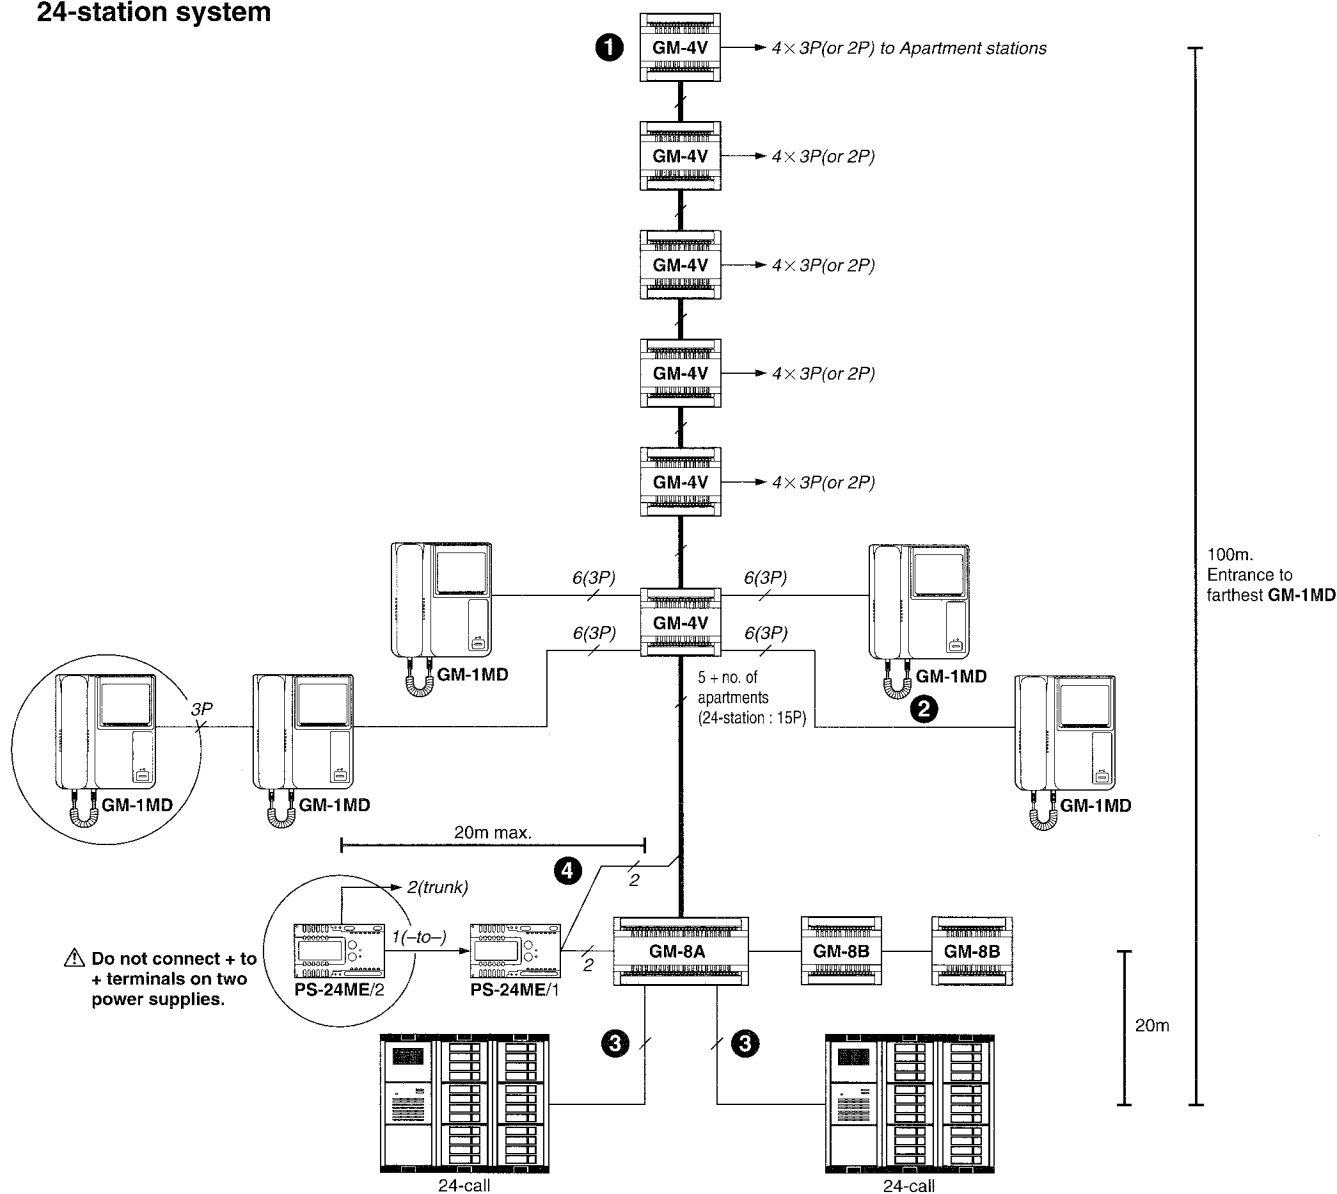 24-station system
1
GM-4V
4× 3P(or 2P) to Apartment stations
GM-4V
4× 3P(or 2P)
GM-4V
4× 3P(or 2P)
GM-4V
4× 3P(or 2P)
GM-4V
4× 3P(or 2P)
100m.
Entrance to
farthest GM-1MD
6(3P)
6(3P)
GM-4V
6(3P)
6(3P)
GM-1MD
GM-1MD
2
5 + no. of
apartments
(24-station : 15P)
3P
GM-1MD
GM-1MD
GM-1MD
20m max.
4
2
2(trunk)
1(–to–)
⚠ Do not connect + to
+ terminals on two
power supplies.
PS-24ME/2
PS-24ME/1
2
GM-8A
GM-8B
GM-8B
20m
3
3
24-call
24-call